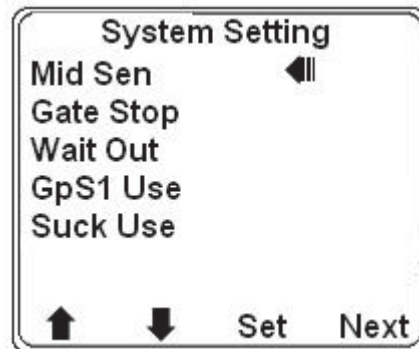 System Setting
Mid Sen
Gate Stop
Wait Out
GpS1 Use
Suck Use
Set Next